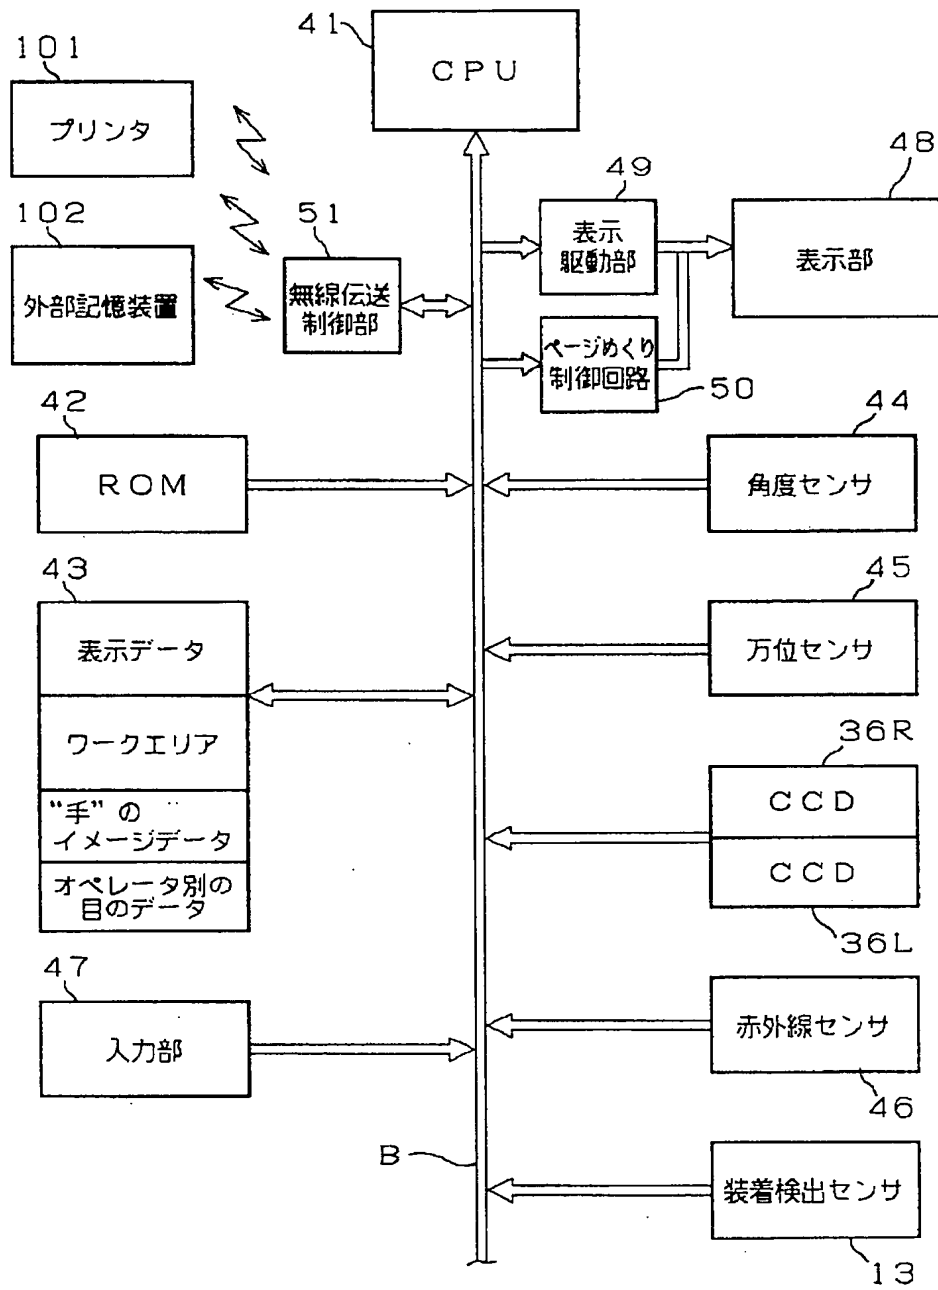 41
CPU
101
プリンタ
49
48
102
51
表示
駆動部
表示部
外部記憶装置
無線伝送
制御部
ページめくり
制御回路
50
42
44
ROM
角度センサ
43
45
表示データ
万位センサ
ワークエリア
36R
CCD
"手"の
イメージデータ
CCD
オペレータ別の
目のデータ
36L
47
入力部
赤外線センサ
46
B
装着検出センサ
13